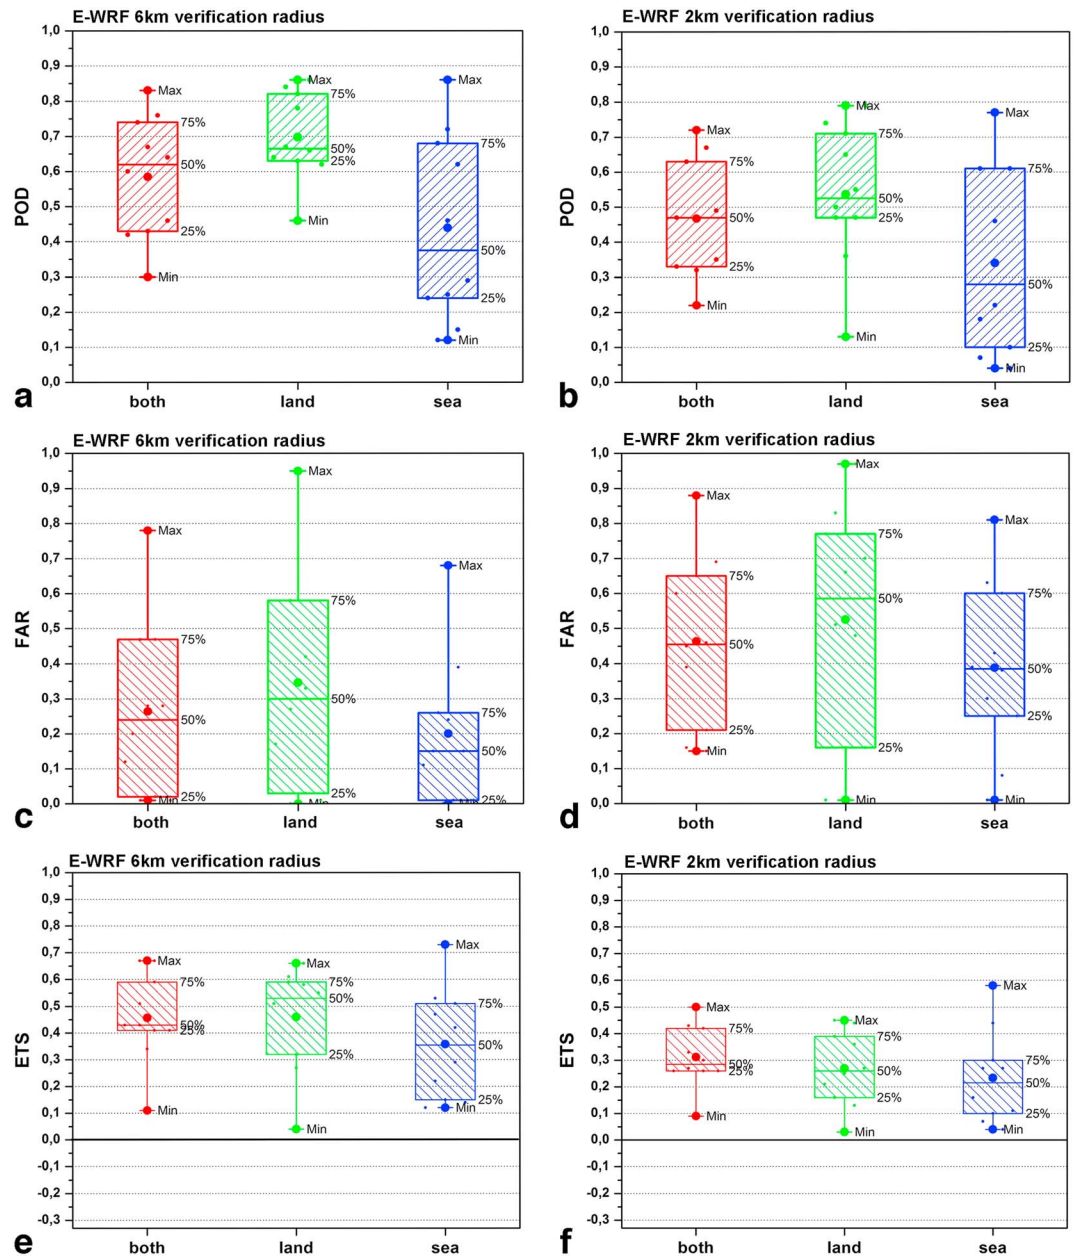 E-WRF 6km verification radius
1,0
0,9
0,8
0,7
0,6
0,5
0,4
0,3
0,2
0,1
0,0
POD
Max
75%
50%
25%
Min
Max
75%
50%
25%
Min
Max
75%
50%
25%
Min
a
both
land
sea
E-WRF 2km verification radius
1,0
0,9
0,8
0,7
0,6
0,5
0,4
0,3
0,2
0,1
0,0
POD
Max
75%
50%
25%
Min
Max
75%
50%
25%
Min
Max
75%
50%
25%
Min
b
both
land
sea
E-WRF 6km verification radius
1,0
0,9
0,8
0,7
0,6
0,5
0,4
0,3
0,2
0,1
0,0
FAR
Max
75%
50%
25%
Min
Max
75%
50%
25%
Min
Max
75%
50%
25%
c
both
land
sea
E-WRF 2km verification radius
1,0
0,9
0,8
0,7
0,6
0,5
0,4
0,3
0,2
0,1
0,0
FAR
Max
75%
50%
25%
Min
Max
75%
50%
25%
Min
Max
75%
50%
25%
Min
d
both
land
sea
E-WRF 6km verification radius
1,0
0,9
0,8
0,7
0,6
0,5
0,4
0,3
0,2
0,1
0,0
-0,1
-0,2
-0,3
ETS
Max
75%
50%
25%
Min
Max
75%
50%
25%
Min
Max
75%
50%
25%
Min
e
both
land
sea
E-WRF 2km verification radius
1,0
0,9
0,8
0,7
0,6
0,5
0,4
0,3
0,2
0,1
0,0
-0,1
-0,2
-0,3
ETS
Max
75%
50%
25%
Min
Max
75%
50%
25%
Min
Max
75%
50%
25%
Min
f
both
land
sea